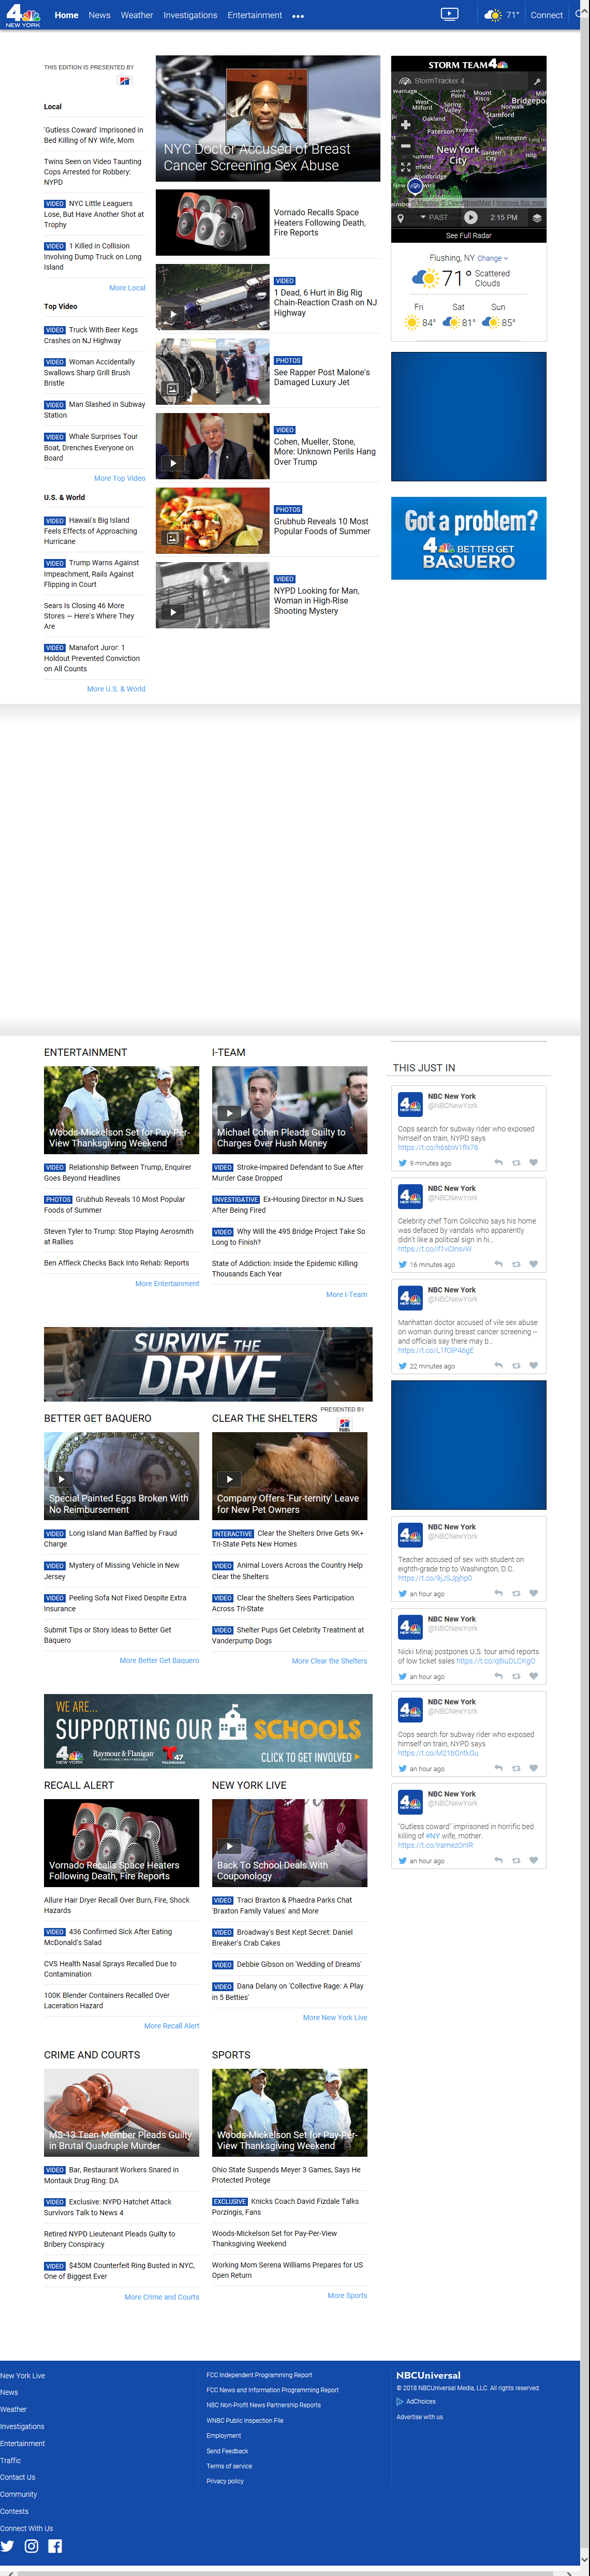 4
NEW YORK
Home
News
Weather
Investigations
Entertainment
71°
Connect
THIS EDITION IS PRESENTED BY
Local
'Gutless Coward' Imprisoned in
Bed Killing of NY Wife, Mom
Twins Seen on Video Taunting
Cops Arrested for Robbery:
NYPD
VIDEO NYC Little Leaguers
Lose, But Have Another Shot at
Trophy
VIDEO 1 Killed in Collision
Involving Dump Truck on Long
Island
More Local
Top Video
VIDEO Truck With Beer Kegs
Crashes on NJ Highway
VIDEO Woman Accidentally
Swallows Sharp Grill Brush
Bristle
VIDEO Man Slashed in Subway
Station
VIDEO Whale Surprises Tour
Boat, Drenches Everyone on
Board
More Top Video
U.S. & World
VIDEO Hawaii's Big Island
Feels Effects of Approaching
Hurricane
VIDEO Trump Warns Against
Impeachment, Rails Against
Flipping in Court
Sears Is Closing 46 More
Stores — Here's Where They
Are
VIDEO Manafort Juror: 1
Holdout Prevented Conviction
on All Counts
More U.S. & World
NYC Doctor Accused of Breast
Cancer Screening Sex Abuse
Vornado Recalls Space
Heaters Following Death,
Fire Reports
VIDEO
1 Dead, 6 Hurt in Big Rig
Chain-Reaction Crash on NJ
Highway
PHOTOS
See Rapper Post Malone's
Damaged Luxury Jet
VIDEO
Cohen, Mueller, Stone,
More: Unknown Perils Hang
Over Trump
PHOTOS
Grubhub Reveals 10 Most
Popular Foods of Summer
VIDEO
NYPD Looking for Man,
Woman in High-Rise
Shooting Mystery
STORM TEAM 4
StormTracker 4
West
Milford
Stony
Point
Spring
Valley
Mount
Kisco
Norwalk
Bridgepor
Stamford
Oakland
Paterson Yonkers
Huntington
New York
City
Garden
City
Islip
Summit
Woodbridge
© OpenStreetMap | Improve this map
PAST
2:15 PM
See Full Radar
Flushing, NY Change
71° Scattered
Clouds
Fri
Sat
Sun
84°
81°
85°
Got a problem?
4 BETTER GET
BAQUERO
ENTERTAINMENT
Woods-Mickelson Set for Pay-Per-
View Thanksgiving Weekend
VIDEO Relationship Between Trump, Enquirer
Goes Beyond Headlines
PHOTOS Grubhub Reveals 10 Most Popular
Foods of Summer
Steven Tyler to Trump: Stop Playing Aerosmith
at Rallies
Ben Affleck Checks Back Into Rehab: Reports
More Entertainment
I-TEAM
Michael Cohen Pleads Guilty to
Charges Over Hush Money
VIDEO Stroke-Impaired Defendant to Sue After
Murder Case Dropped
INVESTIGATIVE Ex-Housing Director in NJ Sues
After Being Fired
VIDEO Why Will the 495 Bridge Project Take So
Long to Finish?
State of Addiction: Inside the Epidemic Killing
Thousands Each Year
More I-Team
THIS JUST IN
NBC New York
@NBCNewYork
Cops search for subway rider who exposed
himself on train, NYPD says
https://t.co/h6sbW1fN76
9 minutes ago
NBC New York
@NBCNewYork
Celebrity chef Tom Colicchio says his home
was defaced by vandals who apparently
didn't like a political sign in hi...
https://t.co/if1vClnsvW
16 minutes ago
NBC New York
@NBCNewYork
Manhattan doctor accused of vile sex abuse
on woman during breast cancer screening --
and officials say there may b...
https://t.co/L1fOlP46gE
22 minutes ago
NBC New York
@NBCNewYork
Teacher accused of sex with student on
eighth-grade trip to Washington, D.C.
https://t.co/9jJSJpjhp0
an hour ago
NBC New York
@NBCNewYork
Nicki Minaj postpones U.S. tour amid reports
of low ticket sales https://t.co/q8iuDLCKgO
an hour ago
NBC New York
@NBCNewYork
Cops search for subway rider who exposed
himself on train, NYPD says
https://t.co/M21bGntkGu
an hour ago
NBC New York
@NBCNewYork
"Gutless coward" imprisoned in horrific bed
killing of #NY wife, mother.
https://t.co/lramezOnlR
an hour ago
SURVIVE THE
DRIVE
PRESENTED BY
BETTER GET BAQUERO
Special Painted Eggs Broken With
No Reimbursement
VIDEO Long Island Man Baffled by Fraud
Charge
VIDEO Mystery of Missing Vehicle in New
Jersey
VIDEO Peeling Sofa Not Fixed Despite Extra
Insurance
Submit Tips or Story Ideas to Better Get
Baquero
More Better Get Baquero
CLEAR THE SHELTERS
Company Offers 'Fur-ternity' Leave
for New Pet Owners
INTERACTIVE Clear the Shelters Drive Gets 9K+
Tri-State Pets New Homes
VIDEO Animal Lovers Across the Country Help
Clear the Shelters
VIDEO Clear the Shelters Sees Participation
Across Tri-State
VIDEO Shelter Pups Get Celebrity Treatment at
Vanderpump Dogs
More Clear the Shelters
WE ARE...
SUPPORTING OUR SCHOOLS
4 NEW YORK
Raymour & Flanigan
FURNITURE | MATTRESSES
47
TELEMUNDO
CLICK TO GET INVOLVED
RECALL ALERT
Vornado Recalls Space Heaters
Following Death, Fire Reports
Allure Hair Dryer Recall Over Burn, Fire, Shock
Hazards
VIDEO 436 Confirmed Sick After Eating
McDonald's Salad
CVS Health Nasal Sprays Recalled Due to
Contamination
100K Blender Containers Recalled Over
Laceration Hazard
More Recall Alert
NEW YORK LIVE
Back To School Deals With
Couponology
VIDEO Traci Braxton & Phaedra Parks Chat
'Braxton Family Values' and More
VIDEO Broadway's Best Kept Secret: Daniel
Breaker's Crab Cakes
VIDEO Debbie Gibson on 'Wedding of Dreams'
VIDEO Dana Delany on 'Collective Rage: A Play
in 5 Betties'
More New York Live
CRIME AND COURTS
MS-13 Teen Member Pleads Guilty
in Brutal Quadruple Murder
VIDEO Bar, Restaurant Workers Snared in
Montauk Drug Ring: DA
VIDEO Exclusive: NYPD Hatchet Attack
Survivors Talk to News 4
Retired NYPD Lieutenant Pleads Guilty to
Bribery Conspiracy
VIDEO $450M Counterfeit Ring Busted in NYC,
One of Biggest Ever
More Crime and Courts
SPORTS
Woods-Mickelson Set for Pay-Per-
View Thanksgiving Weekend
Ohio State Suspends Meyer 3 Games, Says He
Protected Protege
EXCLUSIVE Knicks Coach David Fizdale Talks
Porzingis, Fans
Woods-Mickelson Set for Pay-Per-View
Thanksgiving Weekend
Working Mom Serena Williams Prepares for US
Open Return
More Sports
New York Live
News
Weather
Investigations
Entertainment
Traffic
Contact Us
Community
Contests
Connect With Us
FCC Independent Programming Report
FCC News and Information Programming Report
NBC Non-Profit News Partnership Reports
WNBC Public Inspection File
Employment
Send Feedback
Terms of service
Privacy policy
NBCUniversal
© 2018 NBCUniversal Media, LLC. All rights reserved.
AdChoices
Advertise with us